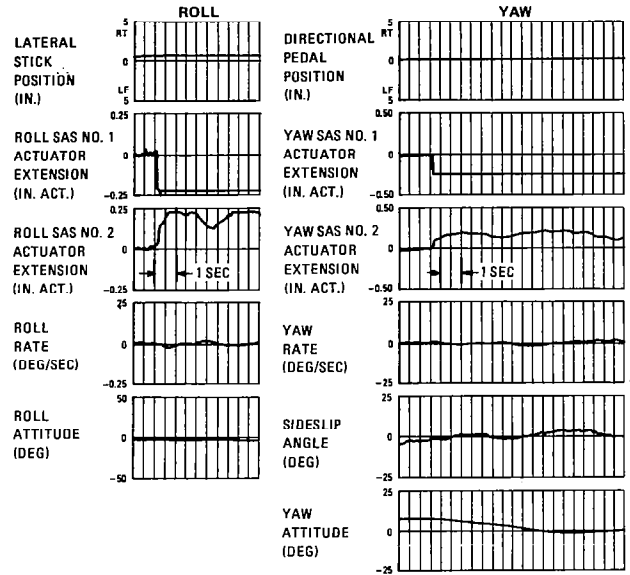 ROLL
LATERAL
STICK
POSITION
(IN.)
5
RT
0
LF
5
ROLL SAS NO. 1
ACTUATOR
EXTENSION
(IN. ACT.)
0.25
0
-0.25
ROLL SAS NO. 2
ACTUATOR
EXTENSION
(IN. ACT.)
0.25
0
-0.25
1 SEC
ROLL
RATE
(DEG/SEC)
25
0
-0.25
ROLL
ATTITUDE
(DEG)
50
0
-50
YAW
DIRECTIONAL
PEDAL
POSITION
(IN.)
5
RT
0
LF
5
YAW SAS NO. 1
ACTUATOR
EXTENSION
(IN. ACT.)
0.50
0
-0.50
YAW SAS NO. 2
ACTUATOR
EXTENSION
(IN. ACT.)
0.50
0
-0.50
1 SEC
YAW
RATE
(DEG/SEC)
25
0
-25
SIDESLIP
ANGLE
(DEG)
25
0
-25
YAW
ATTITUDE
(DEG)
25
0
25